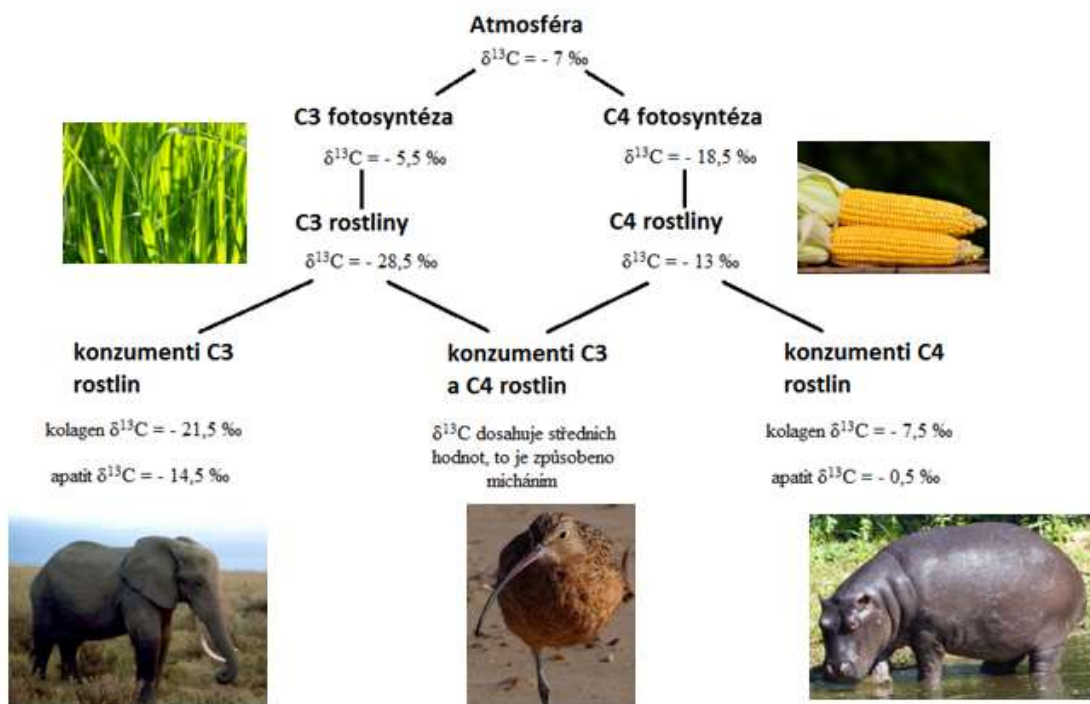 Atmosféra
δ¹³C = - 7 ‰
C3 fotosyntéza
C4 fotosyntéza
δ¹³C = - 5,5 ‰
δ¹³C = - 18,5 ‰
C3 rostliny
C4 rostliny
δ¹³C = - 28,5 ‰
δ¹³C = - 13 ‰
konzumenti C3
rostlin
kolagen δ¹³C = - 21,5 ‰
apatit δ¹³C = - 14,5 ‰
konzumenti C3
a C4 rostlin
δ¹³C dosahuje středních
hodnot, to je způsobeno
mícháním
konzumenti C4
rostlin
kolagen δ¹³C = - 7,5 ‰
apatit δ¹³C = - 0,5 ‰